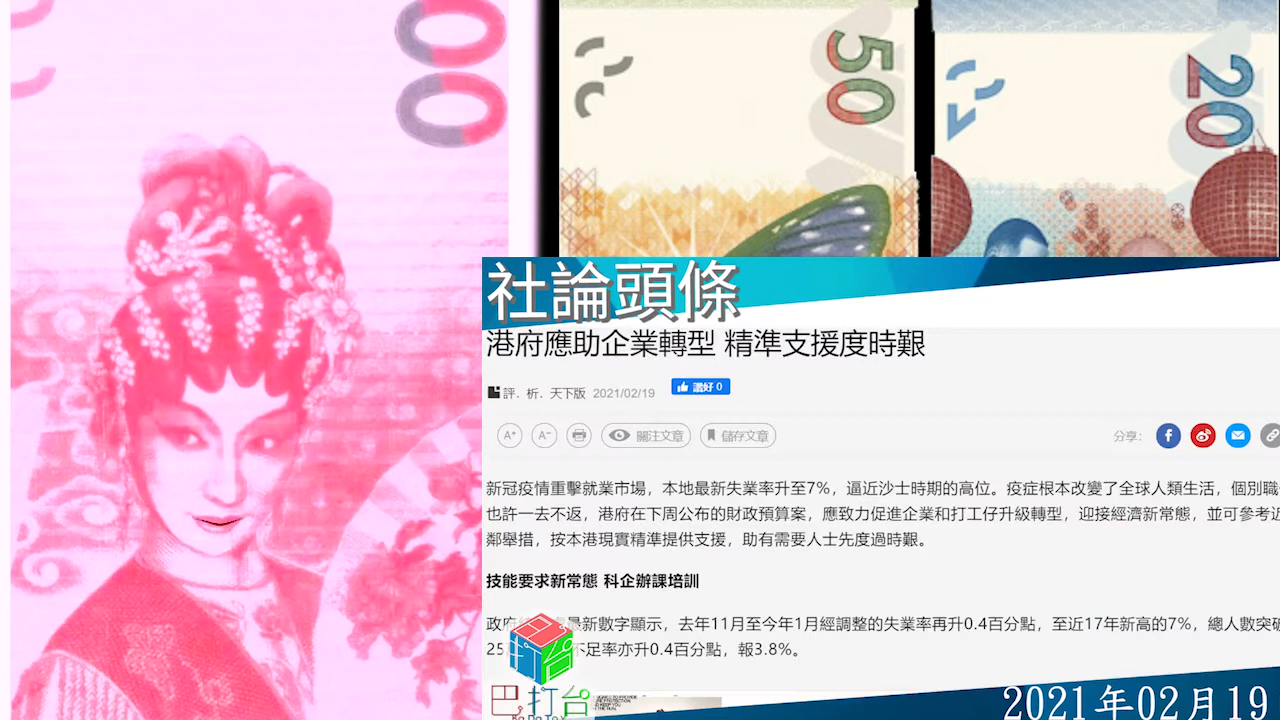 00
50
20
社論頭條
港府應助企業轉型 精準支援度時艱
評．析．天下版 2021/02/19 讚好 0
A+ A- 關注文章 儲存文章 分享：
新冠疫情重擊就業市場，本地最新失業率升至7%，逼近沙士時期的高位。疫症根本改變了全球人類生活，個別職
也許一去不返，港府在下周公布的財政預算案，應致力促進企業和打工仔升級轉型，迎接經濟新常態，並可參考近
鄰舉措，按本港現實精準提供支援，助有需要人士先度過時艱。
技能要求新常態 科企辦課培訓
政府 最新數字顯示，去年11月至今年1月經調整的失業率再升0.4百分點，至近17年新高的7%，總人數突破
25 不足率亦升0.4百分點，報3.8%。
巴打台
2021年02月19